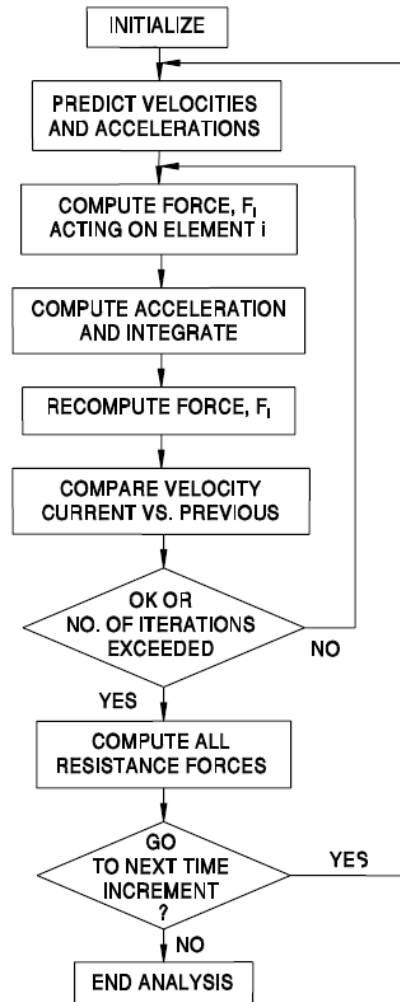 INITIALIZE
PREDICT VELOCITIES
AND ACCELERATIONS
COMPUTE FORCE, Fᵢ
ACTING ON ELEMENT i
COMPUTE ACCELERATION
AND INTEGRATE
RECOMPUTE FORCE, Fᵢ
COMPARE VELOCITY
CURRENT VS. PREVIOUS
OK OR
NO. OF ITERATIONS
EXCEEDED
NO
YES
COMPUTE ALL
RESISTANCE FORCES
GO
TO NEXT TIME
INCREMENT
?
YES
NO
END ANALYSIS